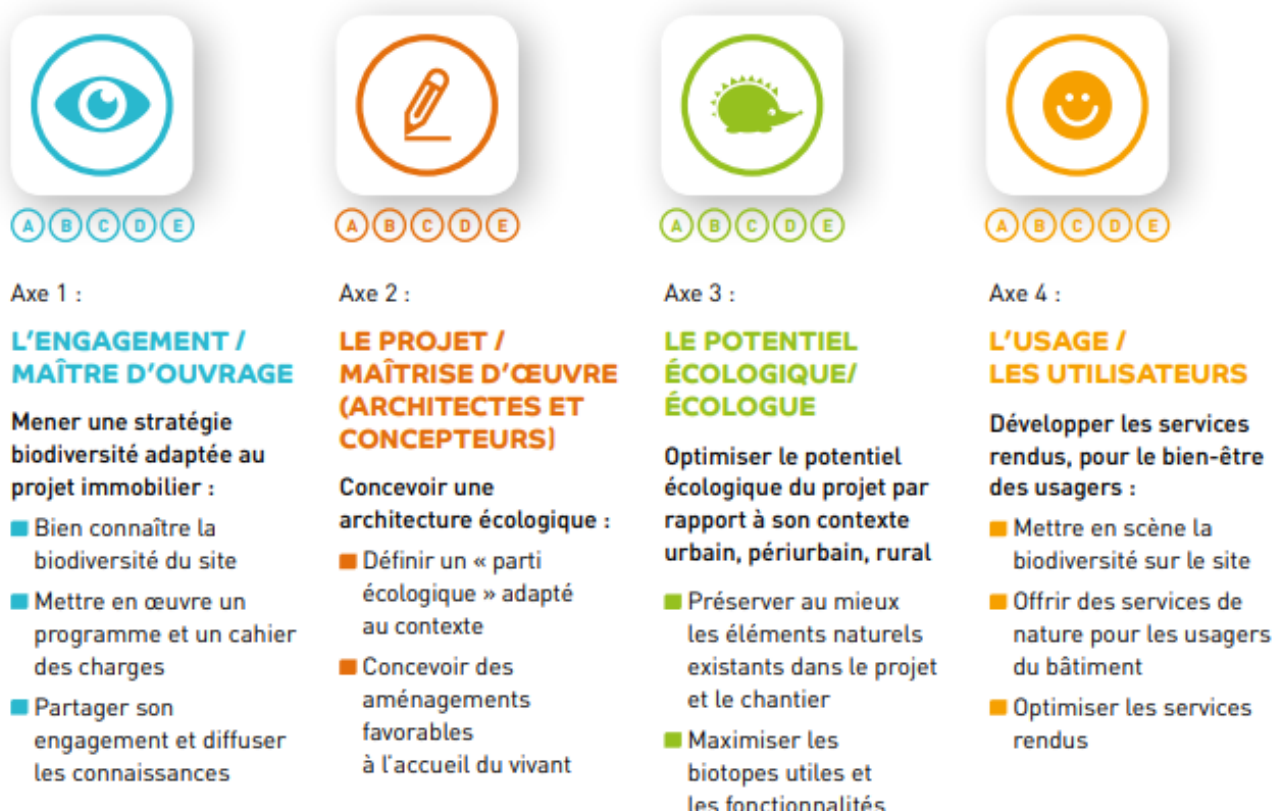 A B C D E
Axe 1 :
L'ENGAGEMENT /
MAÎTRE D'OUVRAGE
Mener une stratégie
biodiversité adaptée au
projet immobilier :
Bien connaître la
biodiversité du site
Mettre en œuvre un
programme et un cahier
des charges
Partager son
engagement et diffuser
les connaissances
A B C D E
Axe 2 :
LE PROJET /
MAÎTRISE D'ŒUVRE
(ARCHITECTES ET
CONCEPTEURS)
Concevoir une
architecture écologique :
Définir un « parti
écologique » adapté
au contexte
Concevoir des
aménagements
favorables
à l'accueil du vivant
A B C D E
Axe 3 :
LE POTENTIEL
ÉCOLOGIQUE/
ÉCOLOGUE
Optimiser le potentiel
écologique du projet par
rapport à son contexte
urbain, périurbain, rural
Préserver au mieux
les éléments naturels
existants dans le projet
et le chantier
Maximiser les
biotopes utiles et
les fonctionnalités
A B C D E
Axe 4 :
L'USAGE /
LES UTILISATEURS
Développer les services
rendus, pour le bien-être
des usagers :
Mettre en scène la
biodiversité sur le site
Offrir des services de
nature pour les usagers
du bâtiment
Optimiser les services
rendus